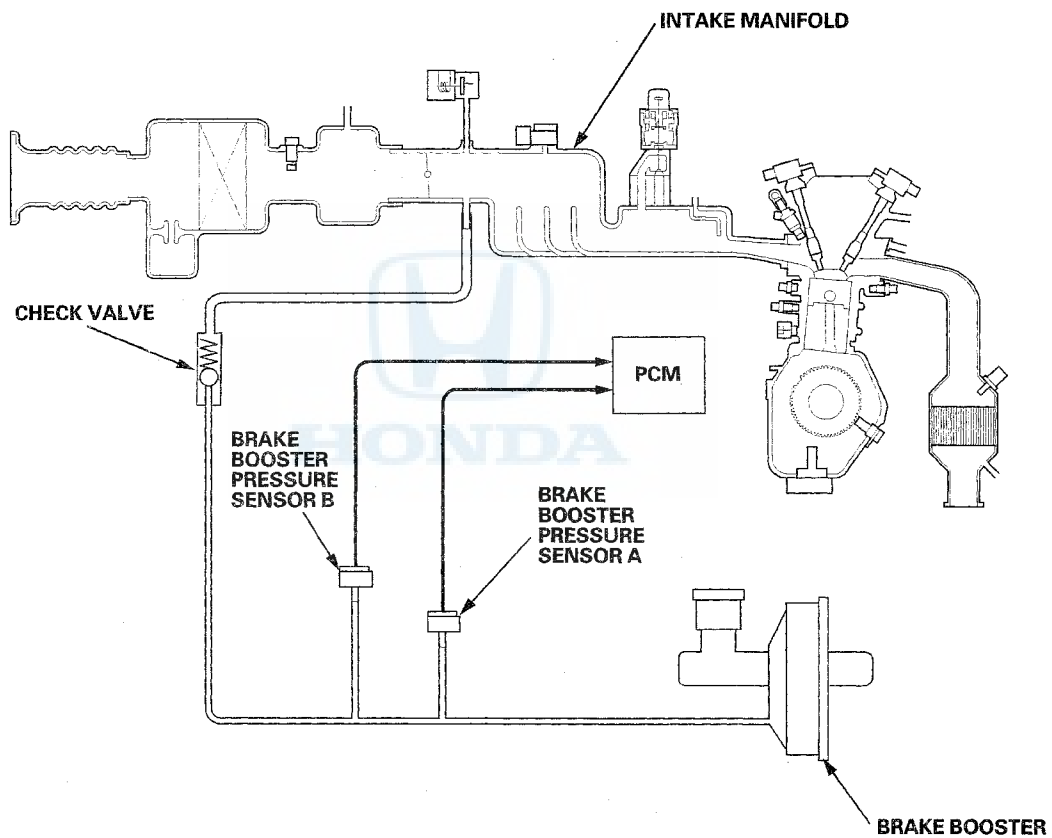 INTAKE MANIFOLD
CHECK VALVE
PCM
BRAKE
BOOSTER
PRESSURE
SENSOR B
HONDA
BRAKE
BOOSTER
PRESSURE
SENSOR A
BRAKE BOOSTER